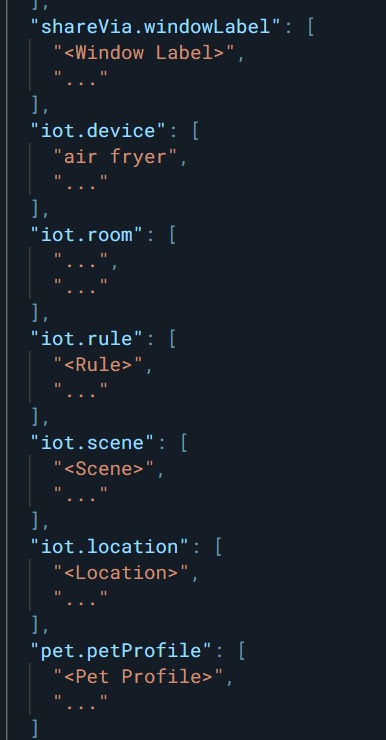 ],
"shareVia.windowLabel": [
"<Window Label>",
"..."
],
"iot.device": [
"air fryer",
"..."
],
"iot.room": [
"...",
"..."
],
"iot.rule": [
"<Rule>",
"..."
],
"iot.scene": [
"<Scene>",
"..."
],
"iot.location": [
"<Location>",
"..."
],
"pet.petProfile": [
"<Pet Profile>",
"..."
]